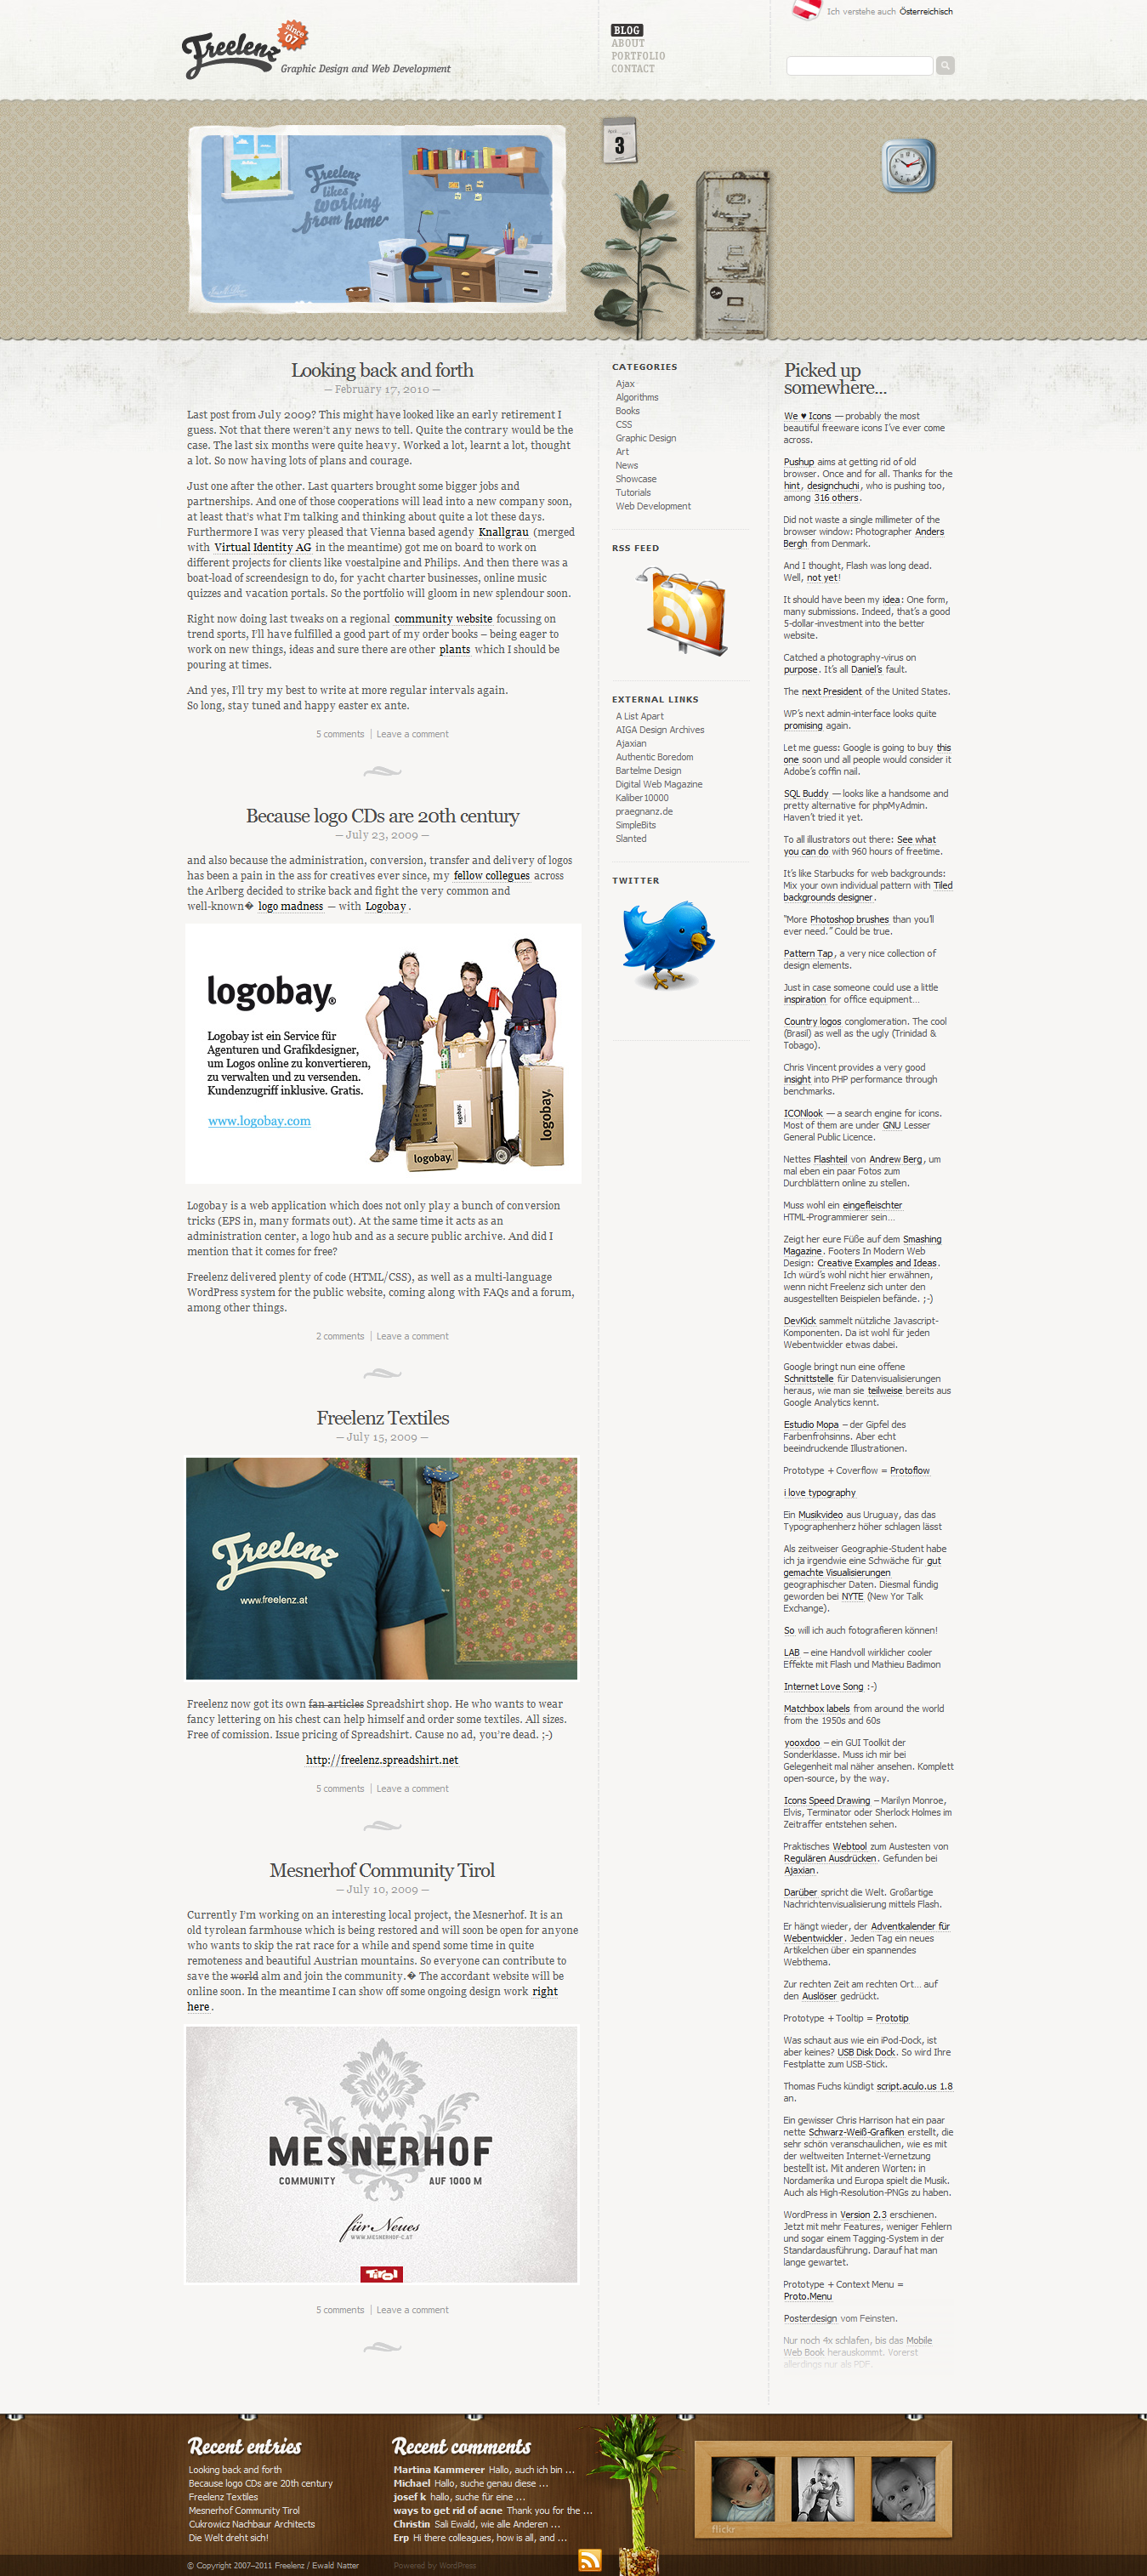 Ich verstehe auch Österreichisch
Freelenz
since '07
Graphic Design and Web Development
BLOG
ABOUT
PORTFOLIO
CONTACT
3
Freelenz
likes
working
from home
Looking back and forth
— February 17, 2010 —
Last post from July 2009? This might have looked like an early retirement I
guess. Not that there weren't any news to tell. Quite the contrary would be the
case. The last six months were quite heavy. Worked a lot, learnt a lot, thought
a lot. So now having lots of plans and courage.
Just one after the other. Last quarters brought some bigger jobs and
partnerships. And one of those cooperations will lead into a new company soon,
at least that's what I'm talking and thinking about quite a lot these days.
Furthermore I was very pleased that Vienna based agendy Knallgrau (merged
with Virtual Identity AG in the meantime) got me on board to work on
different projects for clients like voestalpine and Philips. And then there was a
boat-load of screendesign to do, for yacht charter businesses, online music
quizzes and vacation portals. So the portfolio will gloom in new splendour soon.
Right now doing last tweaks on a regional community website focussing on
trend sports, I'll have fulfilled a good part of my order books – being eager to
work on new things, ideas and sure there are other plants which I should be
pouring at times.
And yes, I'll try my best to write at more regular intervals again.
So long, stay tuned and happy easter ex ante.
5 comments | Leave a comment
Because logo CDs are 20th century
— July 23, 2009 —
and also because the administration, conversion, transfer and delivery of logos
has been a pain in the ass for creatives ever since, my fellow collegues across
the Arlberg decided to strike back and fight the very common and
well-known� logo madness — with Logobay.
logobay®
Logobay ist ein Service für
Agenturen und Grafikdesigner,
um Logos online zu konvertieren,
zu verwalten und zu versenden.
Kundenzugriff inklusive. Gratis.
www.logobay.com
logobay.
logobay.
Logobay is a web application which does not only play a bunch of conversion
tricks (EPS in, many formats out). At the same time it acts as an
administration center, a logo hub and as a secure public archive. And did I
mention that it comes for free?
Freelenz delivered plenty of code (HTML/CSS), as well as a multi-language
WordPress system for the public website, coming along with FAQs and a forum,
among other things.
2 comments | Leave a comment
Freelenz Textiles
— July 15, 2009 —
Freelenz
www.freelenz.at
Freelenz now got its own fan articles Spreadshirt shop. He who wants to wear
fancy lettering on his chest can help himself and order some textiles. All sizes.
Free of comission. Issue pricing of Spreadshirt. Cause no ad, you're dead. ;-)
http://freelenz.spreadshirt.net
5 comments | Leave a comment
Mesnerhof Community Tirol
— July 10, 2009 —
Currently I'm working on an interesting local project, the Mesnerhof. It is an
old tyrolean farmhouse which is being restored and will soon be open for anyone
who wants to skip the rat race for a while and spend some time in quite
remoteness and beautiful Austrian mountains. So everyone can contribute to
save the world alm and join the community.� The accordant website will be
online soon. In the meantime I can show off some ongoing design work right
here.
MESNERHOF
COMMUNITY AUF 1000 M
für Neues
WWW.MESNERHOF-C.AT
Tirol
5 comments | Leave a comment
CATEGORIES
Ajax
Algorithms
Books
CSS
Graphic Design
Art
News
Showcase
Tutorials
Web Development
RSS FEED
EXTERNAL LINKS
A List Apart
AIGA Design Archives
Ajaxian
Authentic Boredom
Bartelme Design
Digital Web Magazine
Kaliber10000
praegnanz.de
SimpleBits
Slanted
TWITTER
Picked up
somewhere...
We ♥ Icons — probably the most
beautiful freeware icons I've ever come
across.
Pushup aims at getting rid of old
browser. Once and for all. Thanks for the
hint, designchuchi, who is pushing too,
among 316 others.
Did not waste a single millimeter of the
browser window: Photographer Anders
Bergh from Denmark.
And I thought, Flash was long dead.
Well, not yet!
It should have been my idea: One form,
many submissions. Indeed, that's a good
5-dollar-investment into the better
website.
Catched a photography-virus on
purpose. It's all Daniel's fault.
The next President of the United States.
WP's next admin-interface looks quite
promising again.
Let me guess: Google is going to buy this
one soon und all people would consider it
Adobe's coffin nail.
SQL Buddy — looks like a handsome and
pretty alternative for phpMyAdmin.
Haven't tried it yet.
To all illustrators out there: See what
you can do with 960 hours of freetime.
It's like Starbucks for web backgrounds:
Mix your own individual pattern with Tiled
backgrounds designer.
"More Photoshop brushes than you'll
ever need." Could be true.
Pattern Tap, a very nice collection of
design elements.
Just in case someone could use a little
inspiration for office equipment...
Country logos conglomeration. The cool
(Brasil) as well as the ugly (Trinidad &
Tobago).
Chris Vincent provides a very good
insight into PHP performance through
benchmarks.
ICONlook — a search engine for icons.
Most of them are under GNU Lesser
General Public Licence.
Nettes Flashteil von Andrew Berg, um
mal eben ein paar Fotos zum
Durchblättern online zu stellen.
Muss wohl ein eingefleischter
HTML-Programmierer sein...
Zeigt her eure Füße auf dem Smashing
Magazine. Footers In Modern Web
Design: Creative Examples and Ideas.
Ich würd's wohl nicht hier erwähnen,
wenn nicht Freelenz sich unter den
ausgestellten Beispielen befände. ;-)
DevKick sammelt nützliche Javascript-
Komponenten. Da ist wohl für jeden
Webentwickler etwas dabei.
Google bringt nun eine offene
Schnittstelle für Datenvisualisierungen
heraus, wie man sie teilweise bereits aus
Google Analytics kennt.
Estudio Mopa – der Gipfel des
Farbenfrohsinns. Aber echt
beeindruckende Illustrationen.
Prototype + Coverflow = Protoflow
i love typography
Ein Musikvideo aus Uruguay, das das
Typographenherz höher schlagen lässt
Als zeitweiser Geographie-Student habe
ich ja irgendwie eine Schwäche für gut
gemachte Visualisierungen
geographischer Daten. Diesmal fündig
geworden bei NYTE (New Yor Talk
Exchange).
So will ich auch fotografieren können!
LAB – eine Handvoll wirklicher cooler
Effekte mit Flash und Mathieu Badimon
Internet Love Song :-)
Matchbox labels from around the world
from the 1950s and 60s
yooxdoo – ein GUI Toolkit der
Sonderklasse. Muss ich mir bei
Gelegenheit mal näher ansehen. Komplett
open-source, by the way.
Icons Speed Drawing – Marilyn Monroe,
Elvis, Terminator oder Sherlock Holmes im
Zeitraffer entstehen sehen.
Praktisches Webtool zum Austesten von
Regulären Ausdrücken. Gefunden bei
Ajaxian.
Darüber spricht die Welt. Großartige
Nachrichtenvisualisierung mittels Flash.
Er hängt wieder, der Adventkalender für
Webentwickler. Jeden Tag ein neues
Artikelchen über ein spannendes
Webthema.
Zur rechten Zeit am rechten Ort... auf
den Auslöser gedrückt.
Prototype + Tooltip = Prototip
Was schaut aus wie ein iPod-Dock, ist
aber keines? USB Disk Dock. So wird Ihre
Festplatte zum USB-Stick.
Thomas Fuchs kündigt script.aculo.us 1.8
an.
Ein gewisser Chris Harrison hat ein paar
nette Schwarz-Weiß-Grafiken erstellt, die
sehr schön veranschaulichen, wie es mit
der weltweiten Internet-Vernetzung
bestellt ist. Mit anderen Worten: in
Nordamerika und Europa spielt die Musik.
Auch als High-Resolution-PNGs zu haben.
WordPress in Version 2.3 erschienen.
Jetzt mit mehr Features, weniger Fehlern
und sogar einem Tagging-System in der
Standardausführung. Darauf hat man
lange gewartet.
Prototype + Context Menu =
Proto.Menu
Posterdesign vom Feinsten.
Nur noch 4x schlafen, bis das Mobile
Web Book herauskommt. Vorerst
allerdings nur als PDF.
Recent entries
Looking back and forth
Because logo CDs are 20th century
Freelenz Textiles
Mesnerhof Community Tirol
Cukrowicz Nachbaur Architects
Die Welt dreht sich!
Recent comments
Martina Kammerer Hallo, auch ich bin ...
Michael Hallo, suche genau diese ...
josef k hallo, suche für eine ...
ways to get rid of acne Thank you for the ...
Christin Sali Ewald, wie alle Anderen ...
Erp Hi there colleagues, how is all, and ...
flickr
© Copyright 2007–2011 Freelenz / Ewald Natter
Powered by WordPress